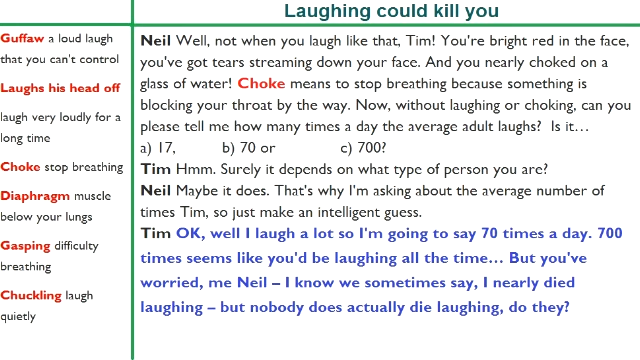 Laughing could kill you
Guffaw a loud laugh
that you can't control
Laughs his head off
laugh very loudly for a
long time
Choke stop breathing
Diaphragm muscle
below your lungs
Gasping difficulty
breathing
Chuckling laugh
quietly
Neil Well, not when you laugh like that, Tim! You're bright red in the face,
you've got tears streaming down your face. And you nearly choked on a
glass of water! Choke means to stop breathing because something is
blocking your throat by the way. Now, without laughing or choking, can you
please tell me how many times a day the average adult laughs? Is it…
a) 17, b) 70 or c) 700?
Tim Hmm. Surely it depends on what type of person you are?
Neil Maybe it does. That's why I'm asking about the average number of
times Tim, so just make an intelligent guess.
Tim OK, well I laugh a lot so I'm going to say 70 times a day. 700
times seems like you'd be laughing all the time… But you've
worried, me Neil – I know we sometimes say, I nearly died
laughing – but nobody does actually die laughing, do they?